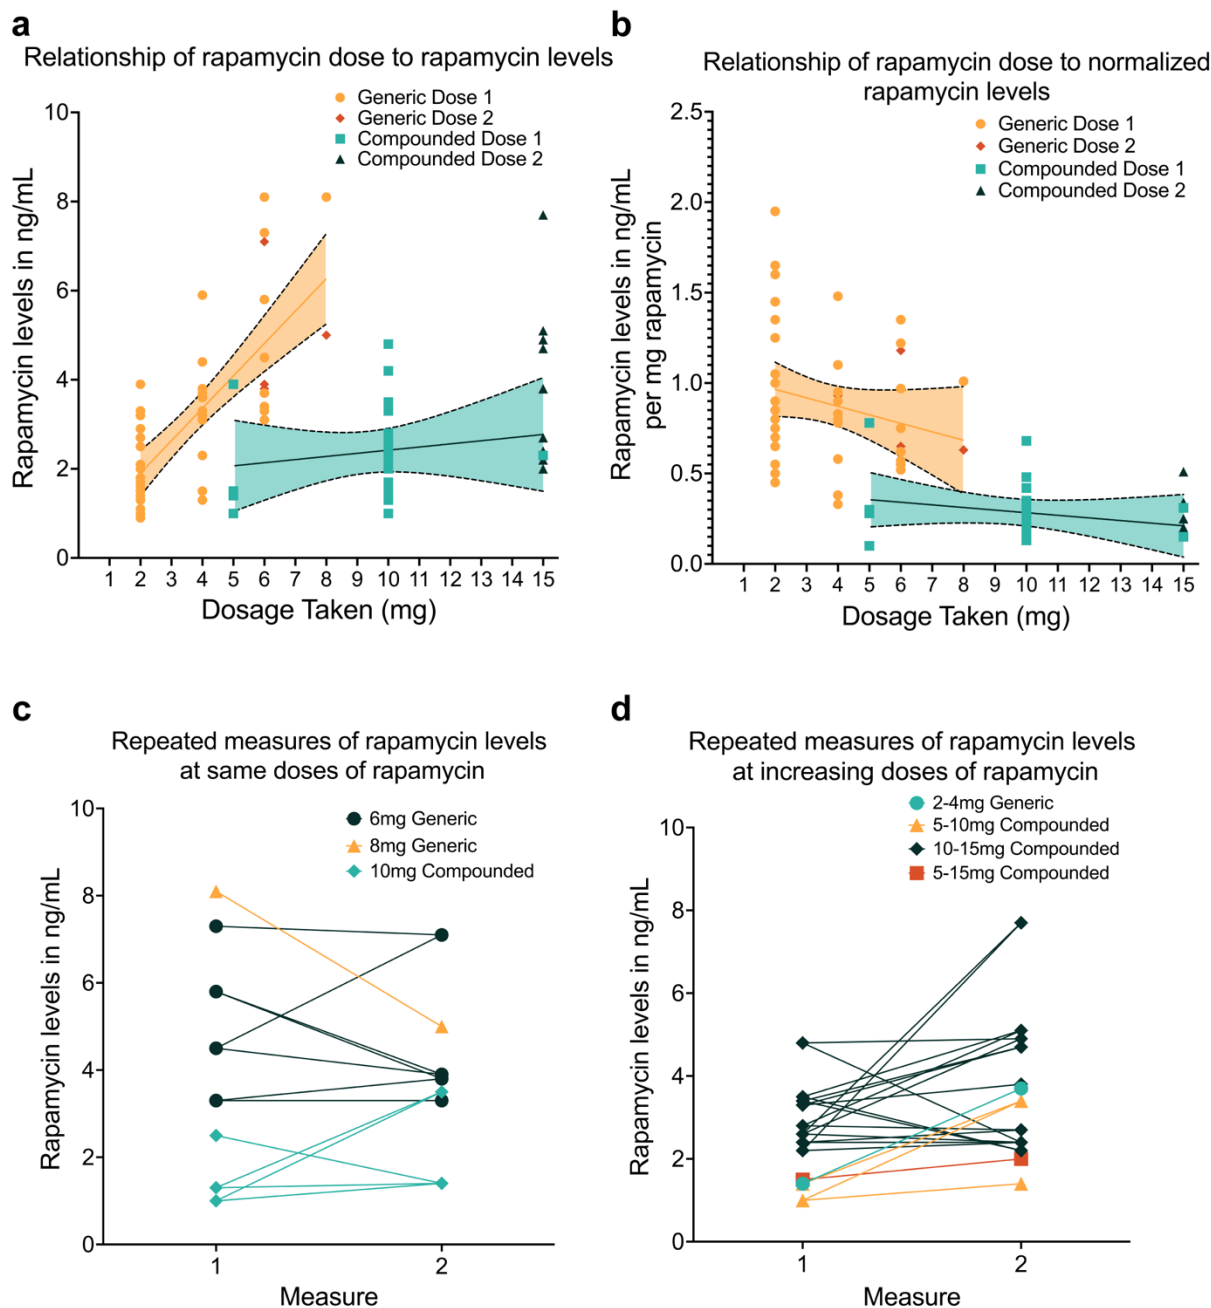 a
Relationship of rapamycin dose to rapamycin levels
Generic Dose 1
Generic Dose 2
Compounded Dose 1
Compounded Dose 2
Rapamycin levels in ng/mL
10
8
6
4
2
0
1 2 3 4 5 6 7 8 9 10 11 12 13 14 15
Dosage Taken (mg)
b
Relationship of rapamycin dose to normalized
rapamycin levels
Generic Dose 1
Generic Dose 2
Compounded Dose 1
Compounded Dose 2
Rapamycin levels in ng/mL
per mg rapamycin
2.5
2.0
1.5
1.0
0.5
0.0
1 2 3 4 5 6 7 8 9 10 11 12 13 14 15
Dosage Taken (mg)
c
Repeated measures of rapamycin levels
at same doses of rapamycin
6mg Generic
8mg Generic
10mg Compounded
Rapamycin levels in ng/mL
10
8
6
4
2
0
1 2
Measure
d
Repeated measures of rapamycin levels
at increasing doses of rapamycin
2-4mg Generic
5-10mg Compounded
10-15mg Compounded
5-15mg Compounded
Rapamycin levels in ng/mL
10
8
6
4
2
0
1 2
Measure